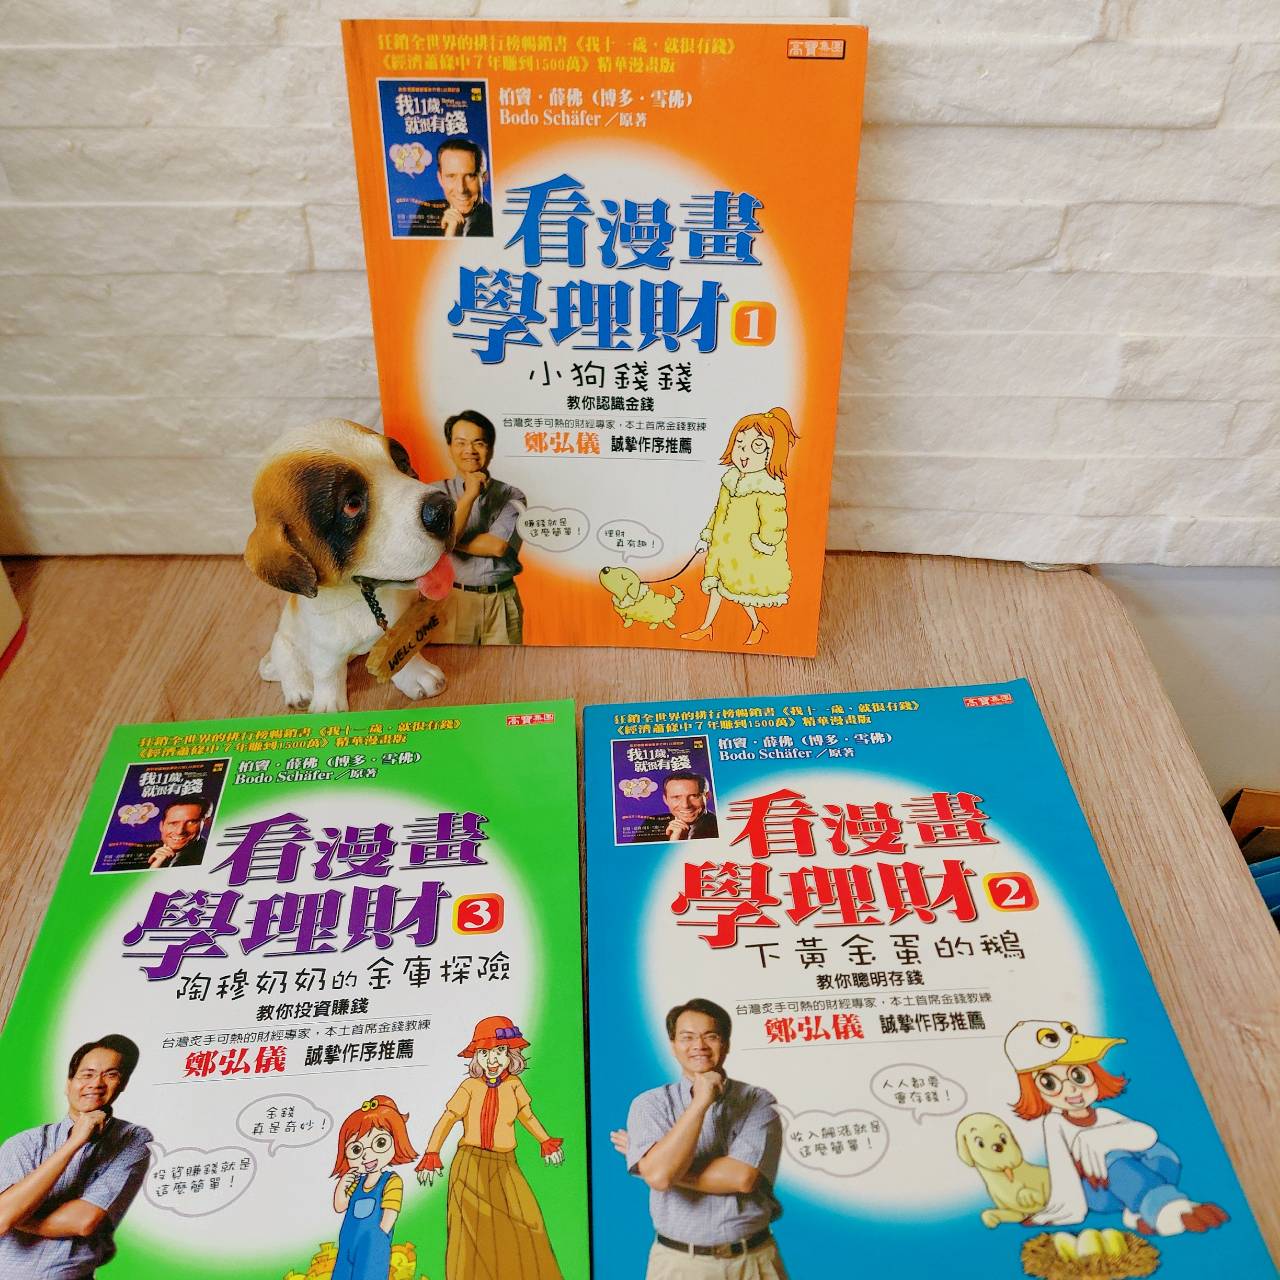 狂銷全世界的排行榜暢銷書《我十一歲，就很有錢》
《經濟蕭條中7年賺到1500萬》精華漫畫版
高寶集團
我11歲，
就很有錢
柏竇・薛佛（博多・雪佛）
Bodo Schäfer／原著
看漫畫
學理財 1
小狗錢錢
教你認識金錢
台灣炙手可熱的財經專家，本土首席金錢教練
鄭弘儀 誠摯作序推薦
賺錢就是
這麼簡單！
理財
真有趣！
WELCOME
狂銷全世界的排行榜暢銷書《我十一歲，就很有錢》
《經濟蕭條中7年賺到1500萬》精華漫畫版
高寶集團
我11歲，
就很有錢
柏竇・薛佛（博多・雪佛）
Bodo Schäfer／原著
看漫畫
學理財 3
陶穆奶奶的金庫探險
教你投資賺錢
台灣炙手可熱的財經專家，本土首席金錢教練
鄭弘儀 誠摯作序推薦
金錢
真是奇妙！
投資賺錢就是
這麼簡單！
狂銷全世界的排行榜暢銷書《我十一歲，就很有錢》
《經濟蕭條中7年賺到1500萬》精華漫畫版
高寶集團
我11歲，
就很有錢
柏竇・薛佛（博多・雪佛）
Bodo Schäfer／原著
看漫畫
學理財 2
下黃金蛋的鵝
教你聰明存錢
台灣炙手可熱的財經專家，本土首席金錢教練
鄭弘儀 誠摯作序推薦
人人都要
會存錢！
收入飆漲就是
這麼簡單！